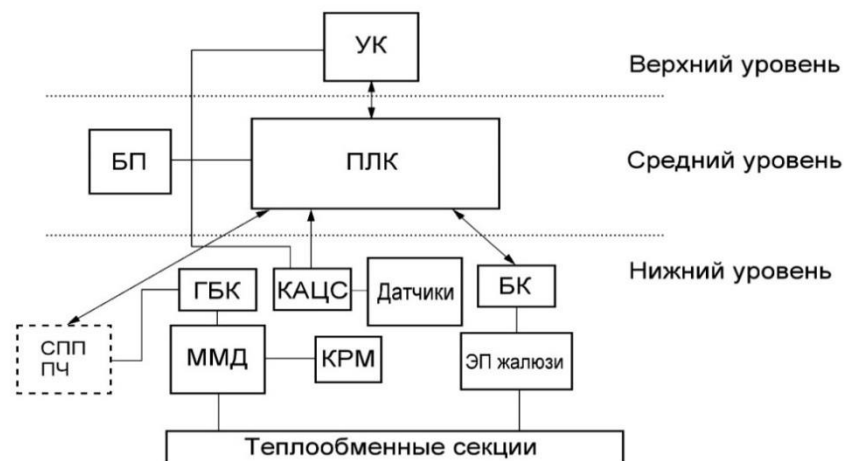 УК
Верхний уровень
БП
ПЛК
Средний уровень
Нижний уровень
ГБК
КАЦС
Датчики
БК
СПП
ПЧ
ММД
КРМ
ЭП жалюзи
Теплообменные секции